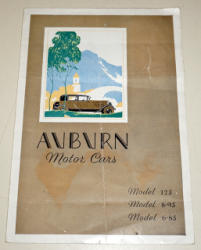 AUBURN
Motor Cars
Model 125
Model 8-95
Model 6-85